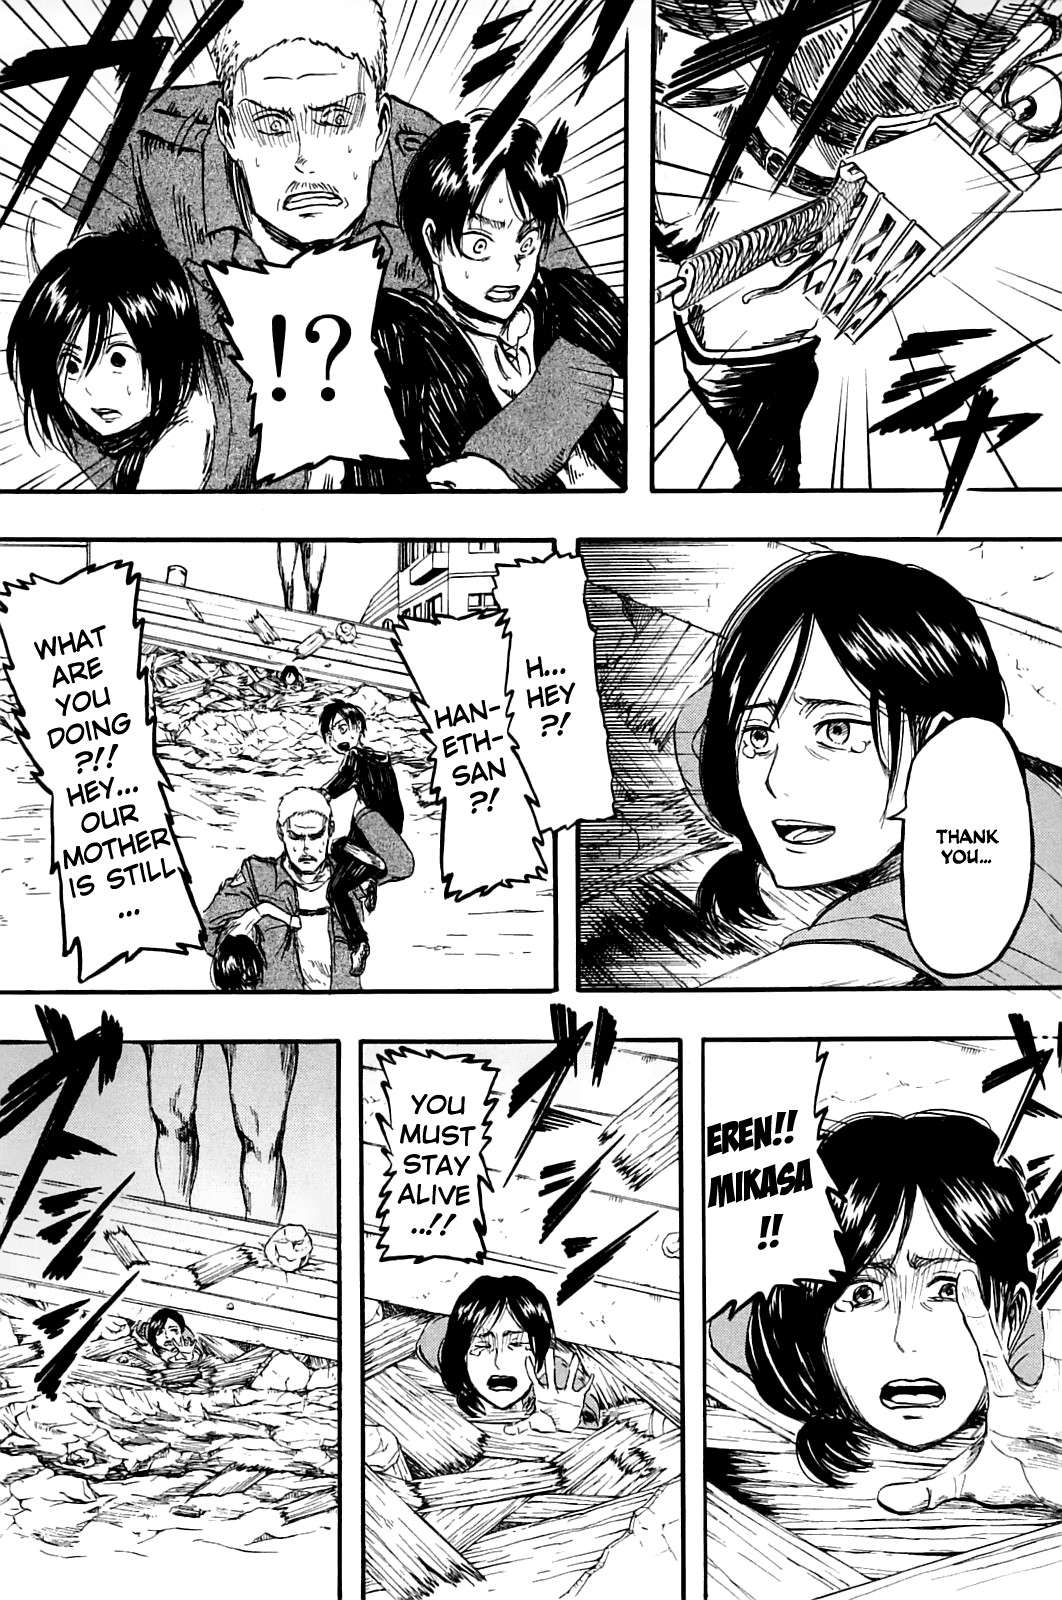 !?
THANK
YOU...
H...
HEY
?!
HAN-
ETH-
SAN
?!
WHAT
ARE
YOU
DOING
?!!
HEY...
OUR
MOTHER
IS STILL
...
EREN!!
MIKASA
!!
YOU
MUST
STAY
ALIVE
..!!